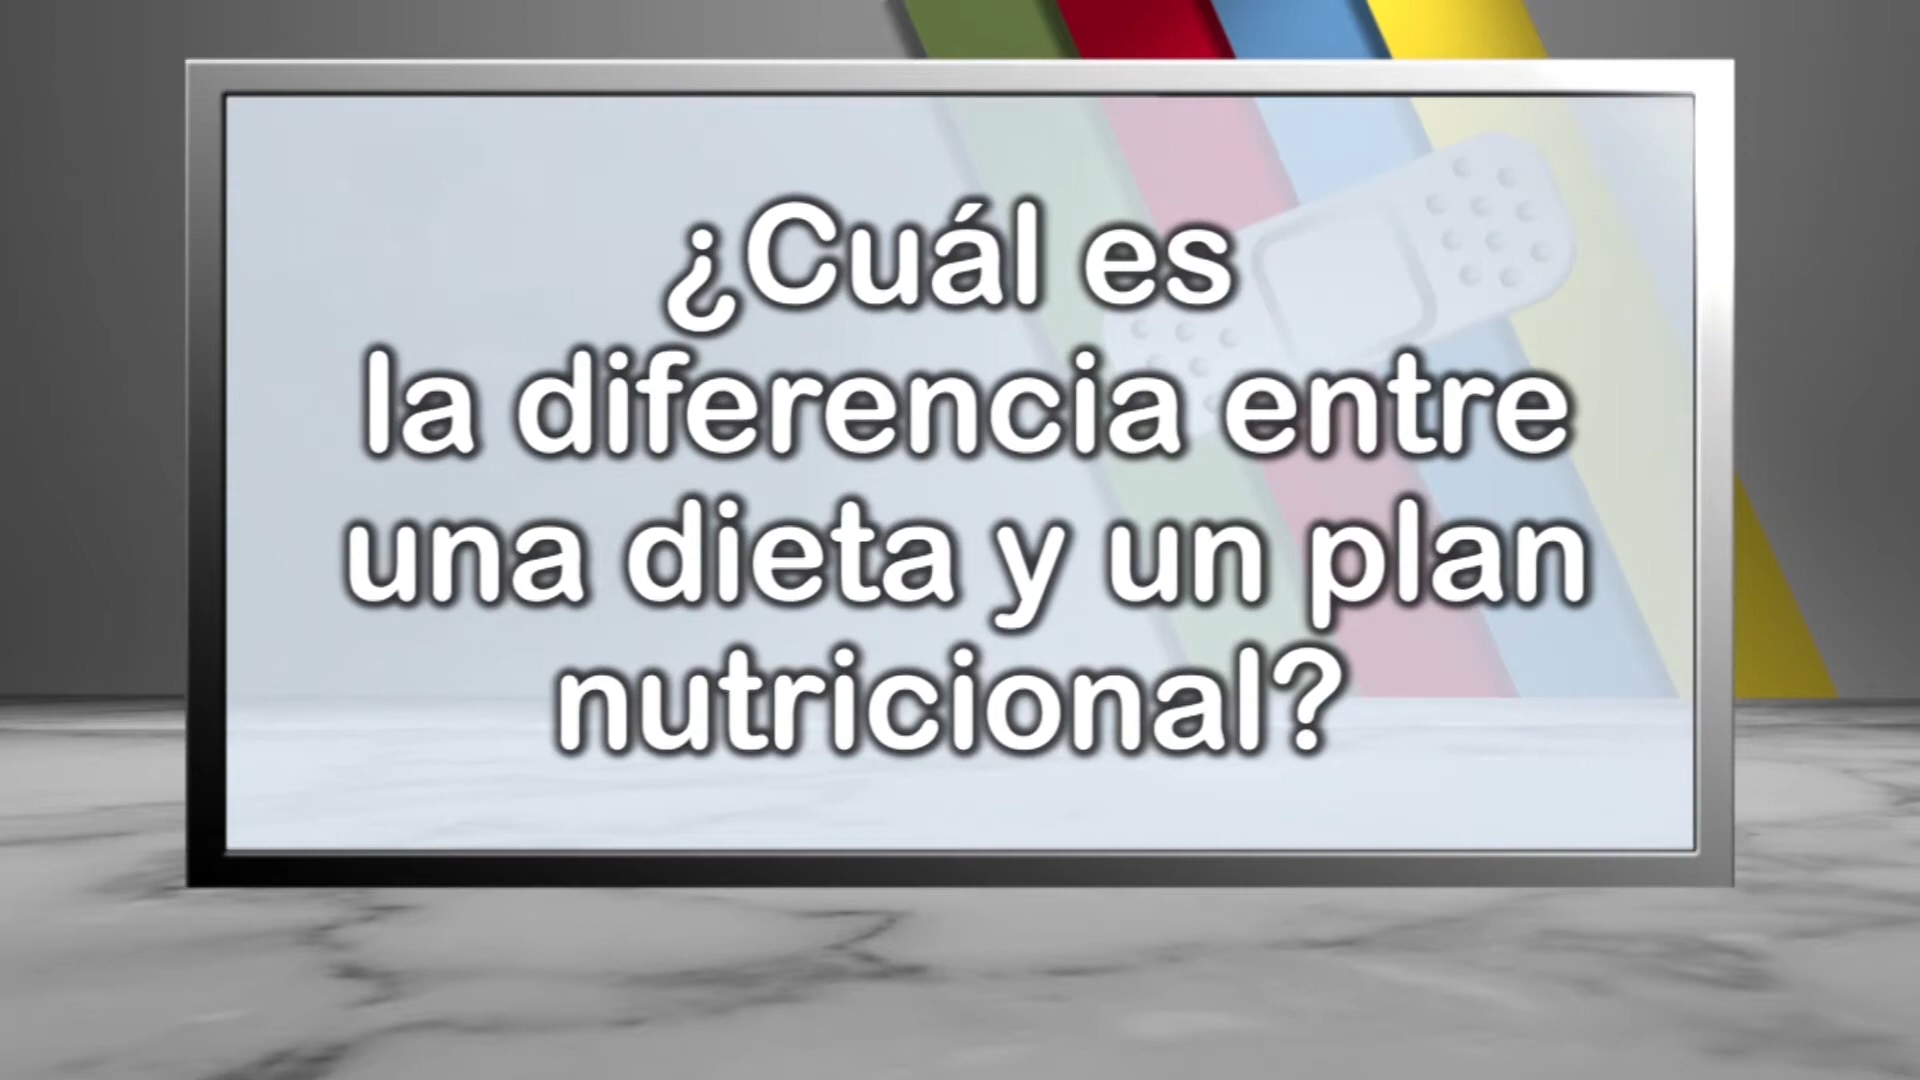 ¿Cuál es
la diferencia entre
una dieta y un plan
nutricional?